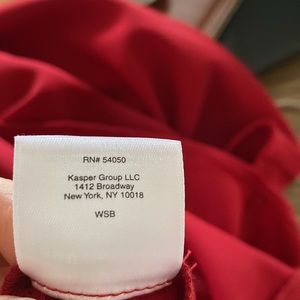 RN# 54050
Kasper Group LLC
1412 Broadway
New York, NY 10018
WSB